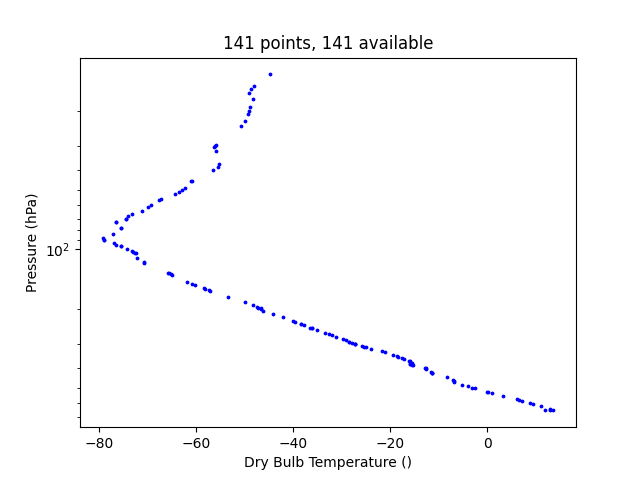 141 points, 141 available
Pressure (hPa)
10²
−80
−60
−40
−20
0
Dry Bulb Temperature ()